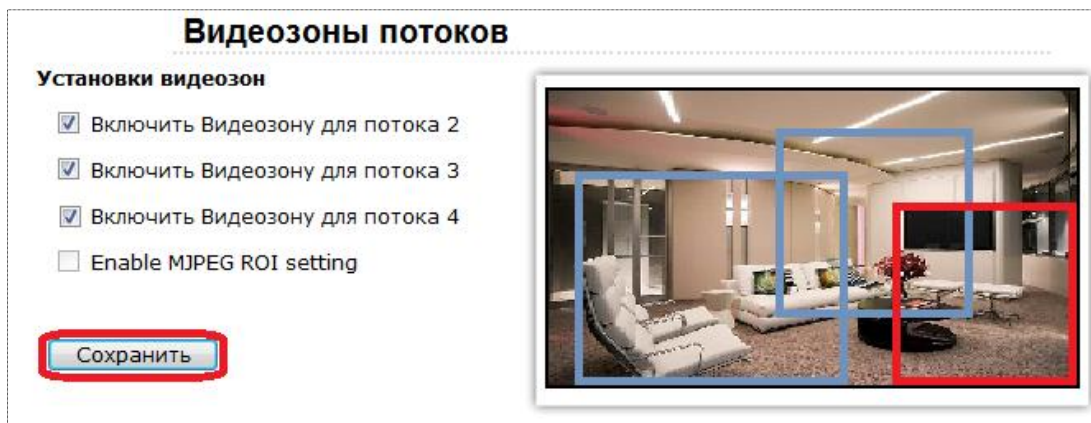 Видеозоны потоков
Установки видеозон
Включить Видеозону для потока 2
Включить Видеозону для потока 3
Включить Видеозону для потока 4
Enable MJPEG ROI setting
Сохранить